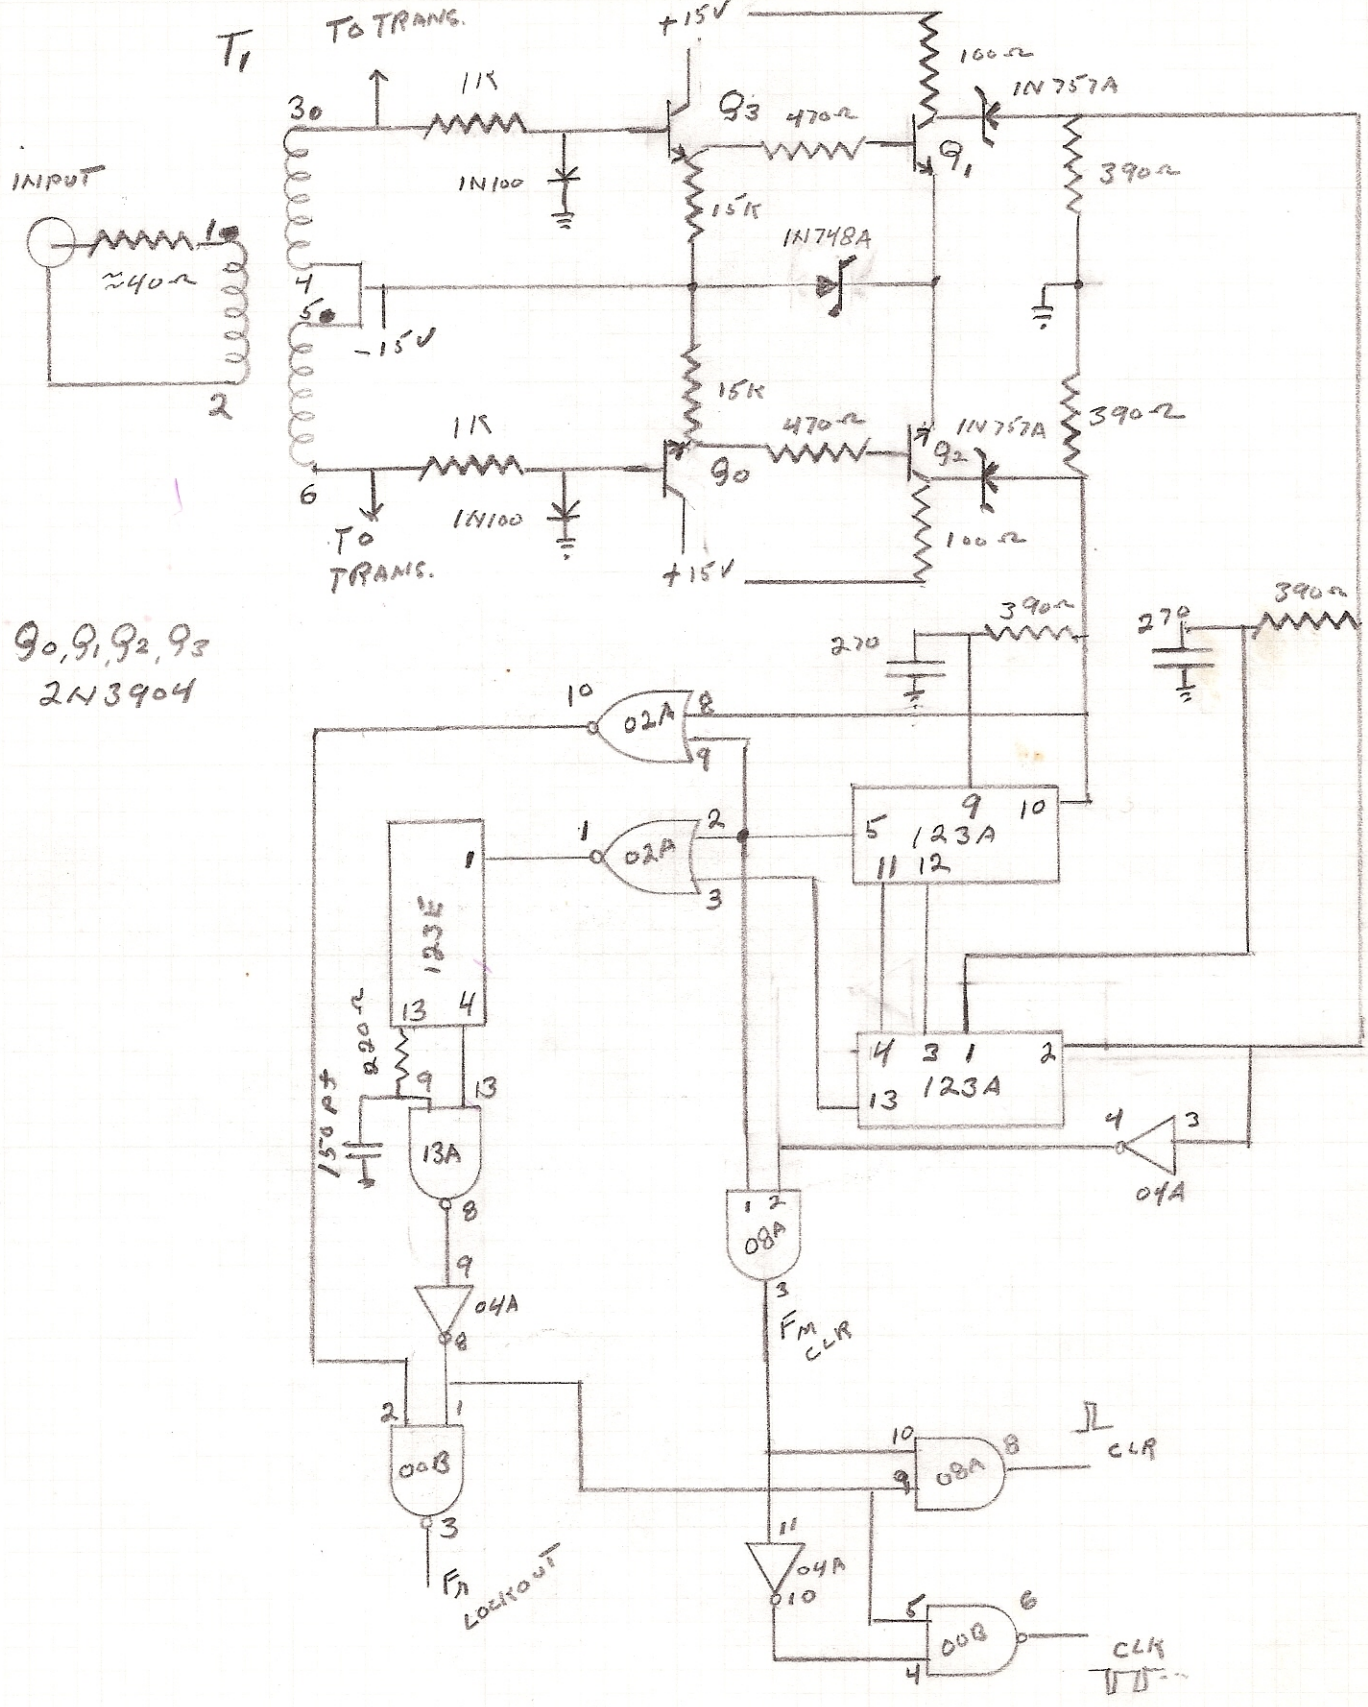 TO TRANS.
+15V
T1
1K
100Ω
1N757A
30
Q3
470Ω
Q1
390Ω
INPUT
1N100
15K
1
1N748A
≈40Ω
4
5
-15V
2
15K
390Ω
1K
470Ω
1N757A
Q0
Q2
6
1N100
100Ω
TO
TRANS.
+15V
390Ω
390Ω
270
270
Q0, Q1, Q2, Q3
2N3904
10
02A
8
9
9
10
5
123A
11
12
1
02A
2
3
1
123E
13
4
4
3
1
2
13
123A
220Ω
150 pf
9
13
13A
8
4
3
04A
1
2
08A
3
9
04A
8
FM
CLR
2
1
00B
3
10
08A
8
9
CLR
11
04A
10
FM
LOCKOUT
5
00B
6
4
CLK